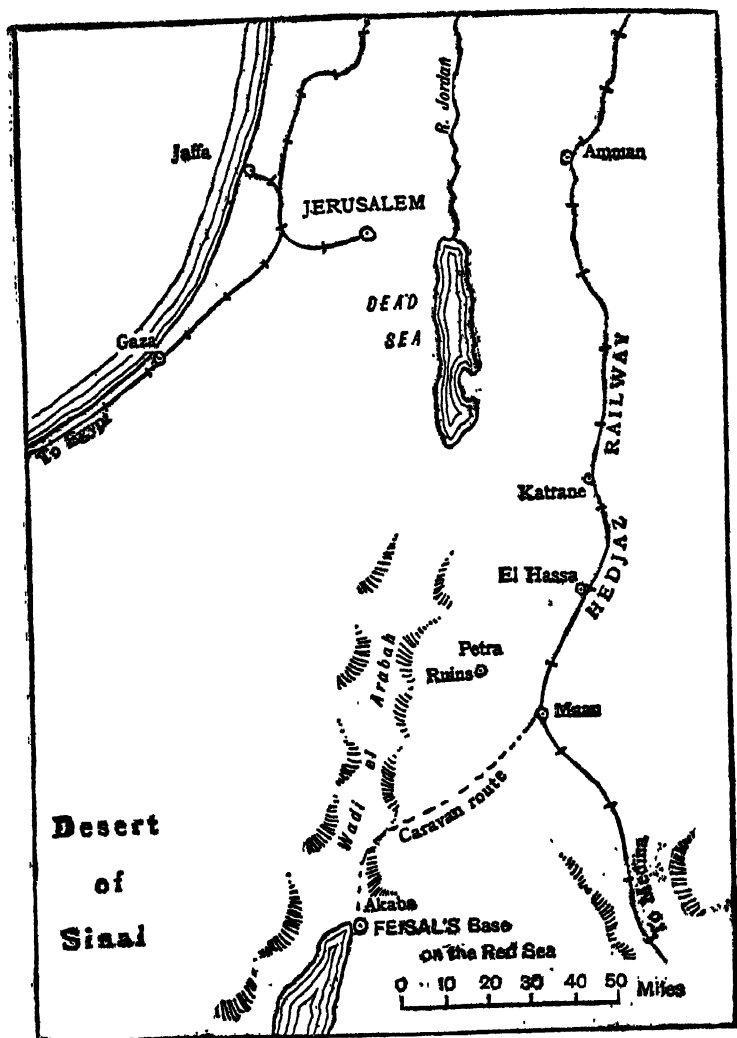 R. Jordan
Jaffa
Amman
JERUSALEM
DEAD
SEA
Gaza
To Egypt
RAILWAY
HEDJAZ
Katrane
El Hassa
Petra
Ruins
Wadi el Arabah
Maan
Caravan route
Desert
of
Sinai
To Medina
Akaba
FEISAL'S Base
on the Red Sea
0 10 20 30 40 50 Miles